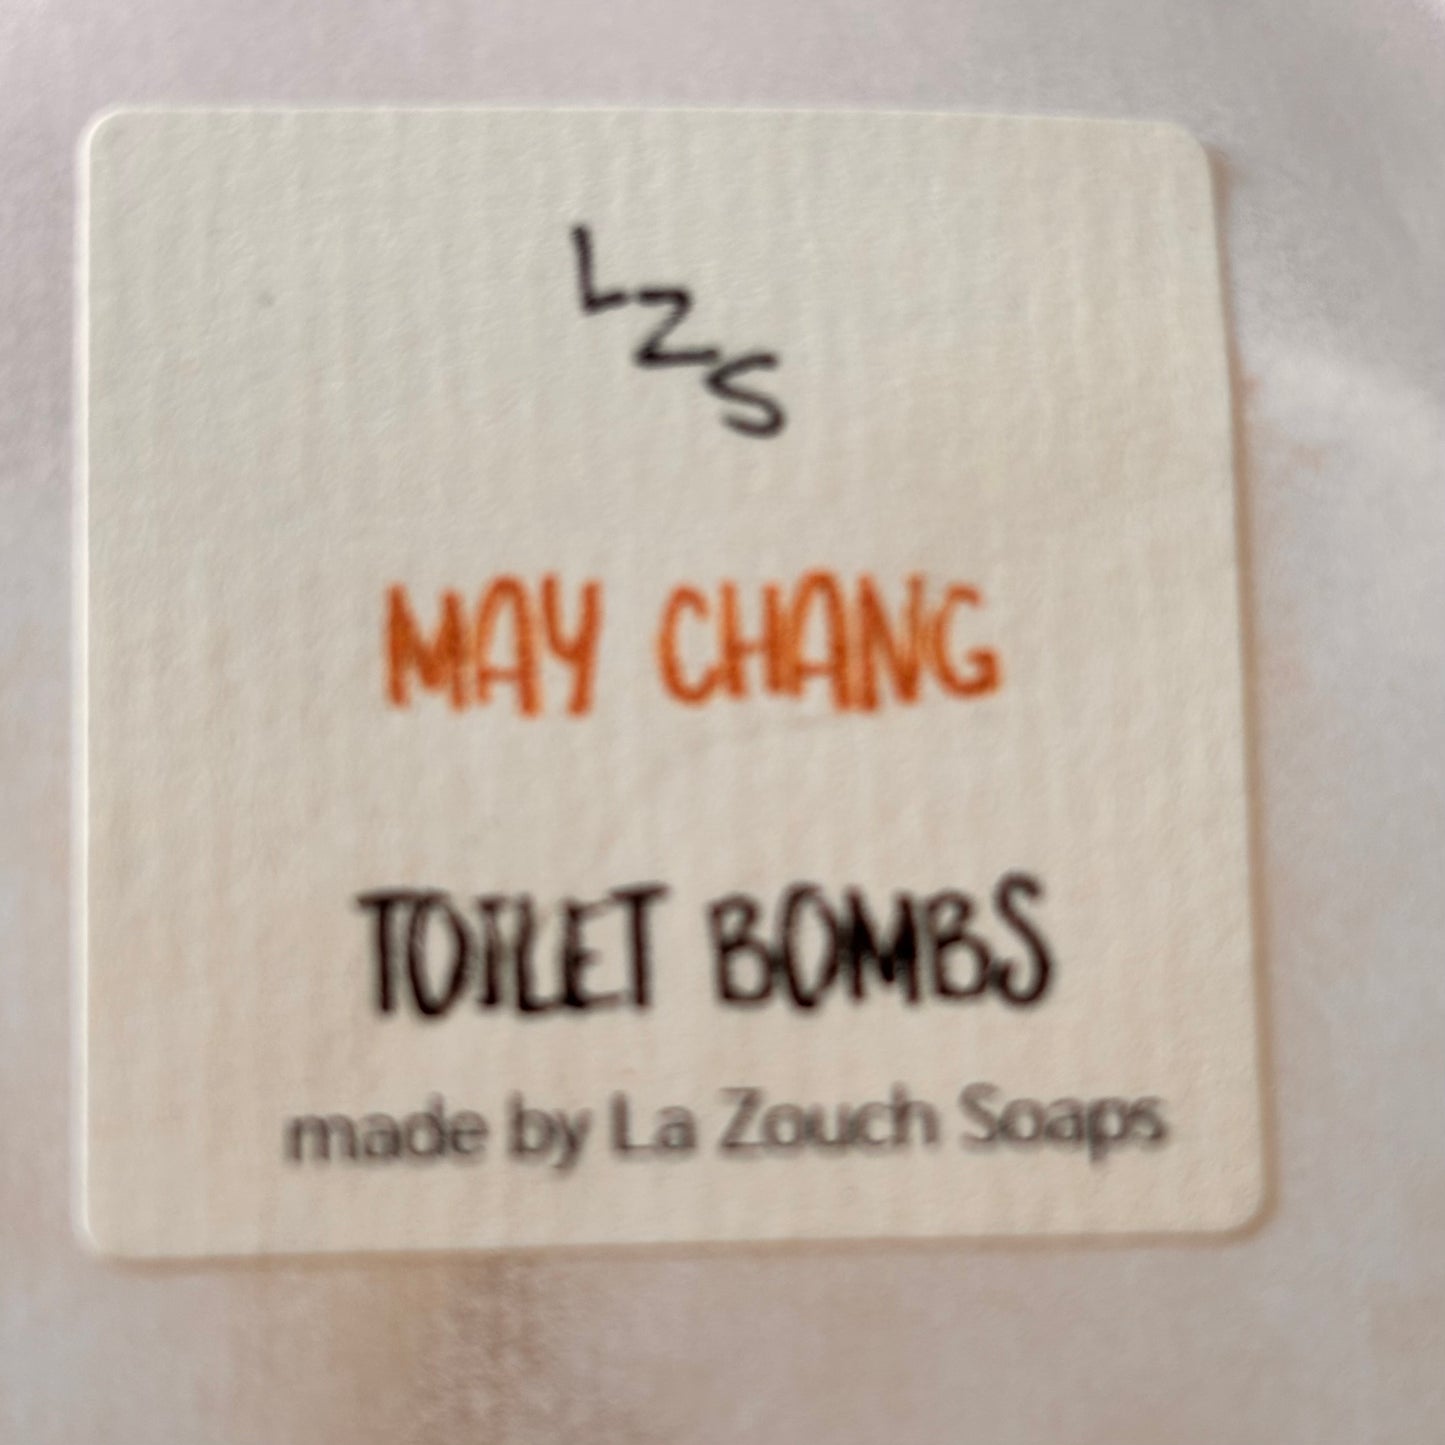 LZS
MAY CHANG
TOILET BOMBS
made by La Zouch Soaps